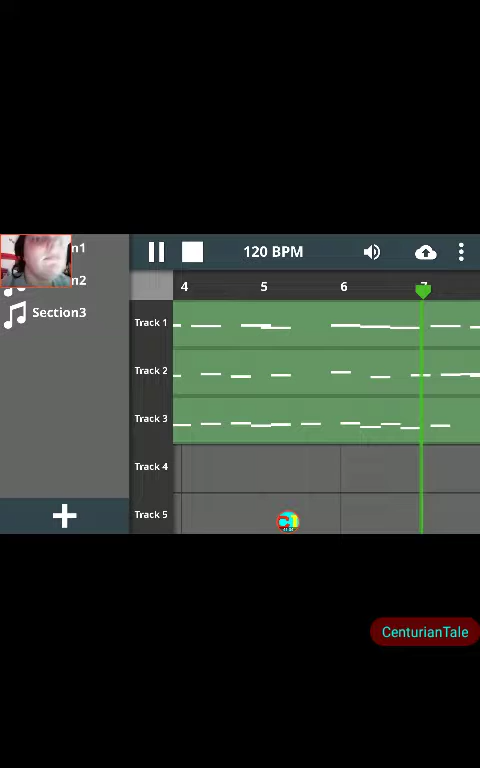 n1
n2
Section3
120 BPM
4 5 6 7
Track 1
Track 2
Track 3
Track 4
Track 5
CenturianTale